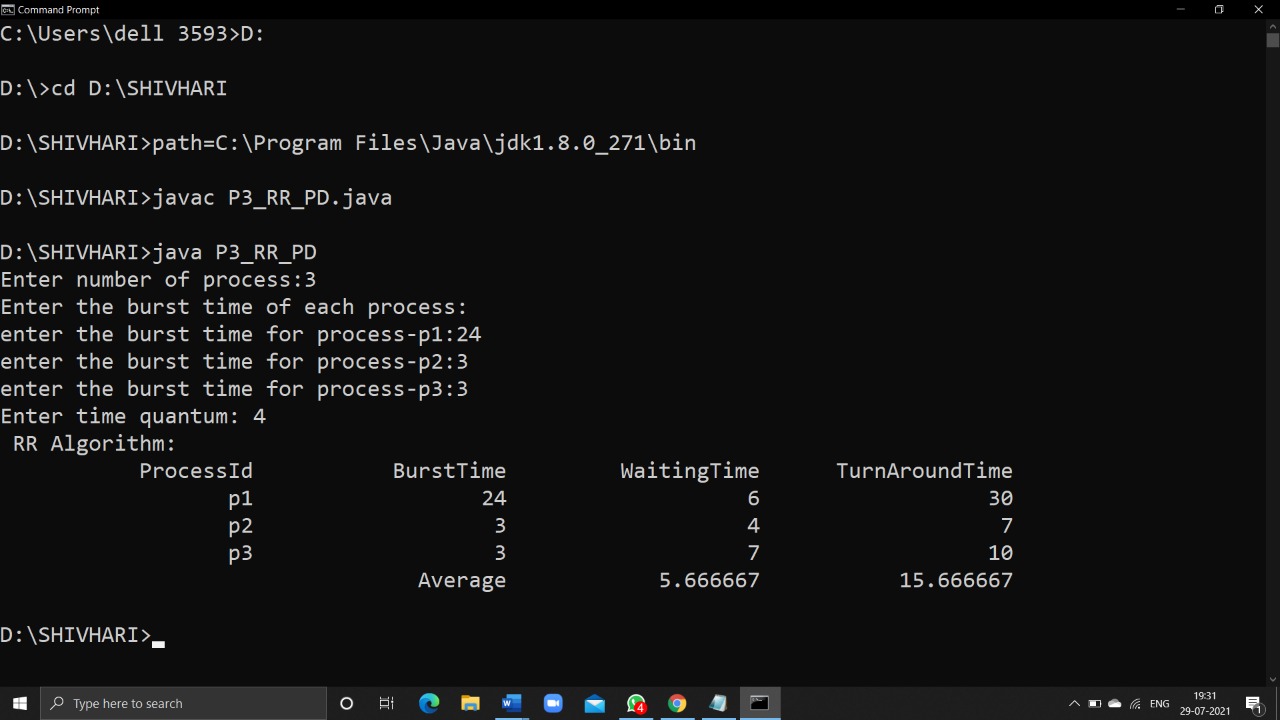 Command Prompt
C:\Users\dell 3593>D:
D:\>cd D:\SHIVHARI
D:\SHIVHARI>path=C:\Program Files\Java\jdk1.8.0_271\bin
D:\SHIVHARI>javac P3_RR_PD.java
D:\SHIVHARI>java P3_RR_PD
Enter number of process:3
Enter the burst time of each process:
enter the burst time for process-p1:24
enter the burst time for process-p2:3
enter the burst time for process-p3:3
Enter time quantum: 4
RR Algorithm:
ProcessId BurstTime WaitingTime TurnAroundTime
p1 24 6 30
p2 3 4 7
p3 3 7 10
Average 5.666667 15.666667
D:\SHIVHARI>
Type here to search
4
ENG
19:31
29-07-2021
1